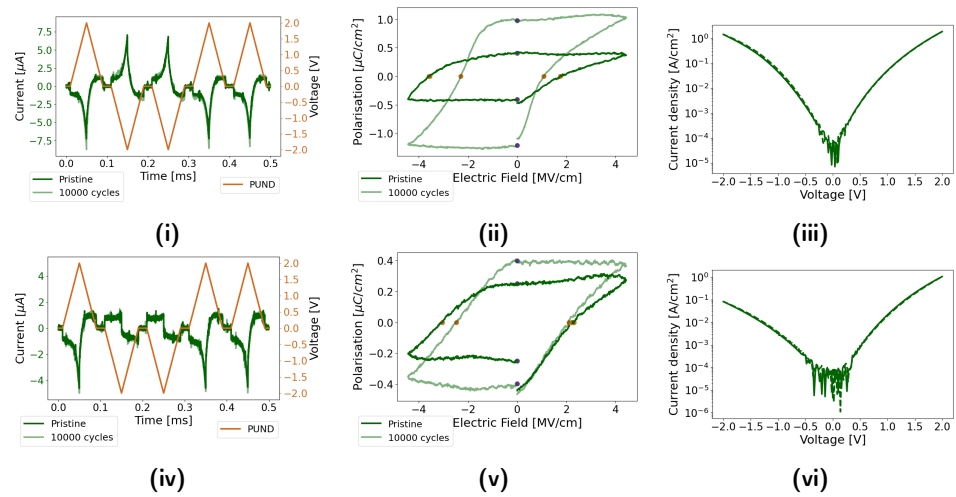 7.5
5.0
2.5
0.0
−2.5
−5.0
−7.5
Current [μA]
2.0
1.5
1.0
0.5
0.0
−0.5
−1.0
−1.5
−2.0
Voltage [V]
0.0 0.1 0.2 0.3 0.4 0.5
Time [ms]
Pristine
10000 cycles
PUND
(i)
1.0
0.5
0.0
−0.5
−1.0
Polarisation [μC/cm²]
−4 −2 0 2 4
Electric Field [MV/cm]
Pristine
10000 cycles
(ii)
10⁰
10⁻¹
10⁻²
10⁻³
10⁻⁴
10⁻⁵
Current density [A/cm²]
−2.0 −1.5 −1.0 −0.5 0.0 0.5 1.0 1.5 2.0
Voltage [V]
(iii)
4
2
0
−2
−4
Current [μA]
2.0
1.5
1.0
0.5
0.0
−0.5
−1.0
−1.5
−2.0
Voltage [V]
0.0 0.1 0.2 0.3 0.4 0.5
Time [ms]
Pristine
10000 cycles
PUND
(iv)
0.4
0.2
0.0
−0.2
−0.4
Polarisation [μC/cm²]
−4 −2 0 2 4
Electric Field [MV/cm]
Pristine
10000 cycles
(v)
10⁰
10⁻¹
10⁻²
10⁻³
10⁻⁴
10⁻⁵
10⁻⁶
Current density [A/cm²]
−2.0 −1.5 −1.0 −0.5 0.0 0.5 1.0 1.5 2.0
Voltage [V]
(vi)